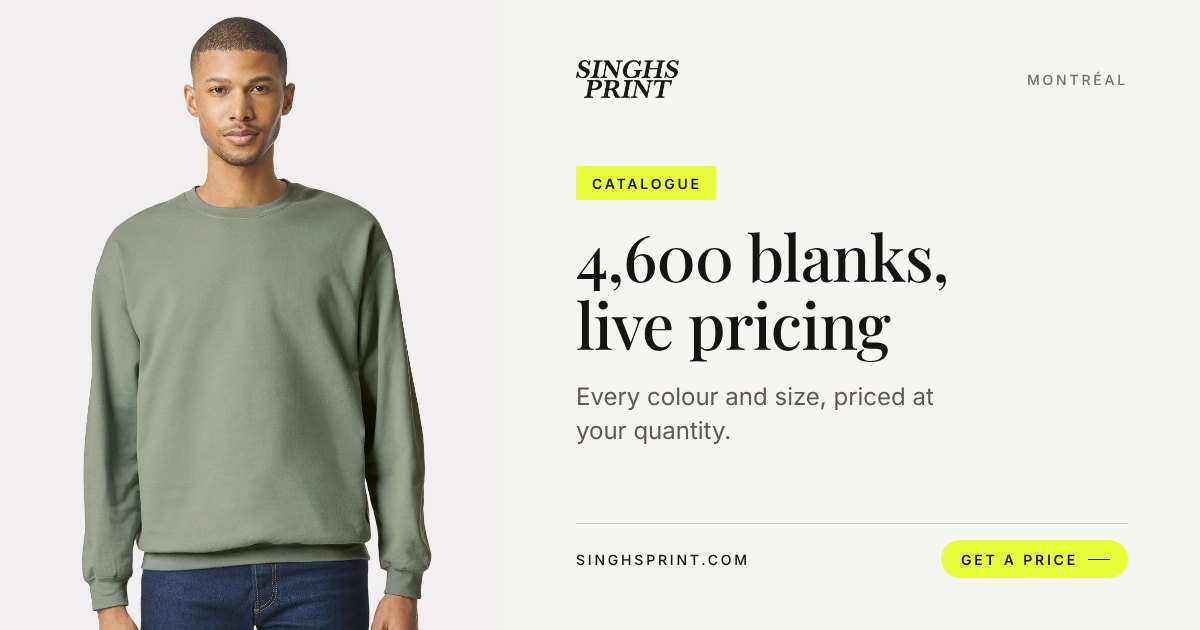 SINGHS
PRINT
MONTRÉAL
CATALOGUE
4,600 blanks,
live pricing
Every colour and size, priced at
your quantity.
SINGHSPRINT.COM
GET A PRICE —